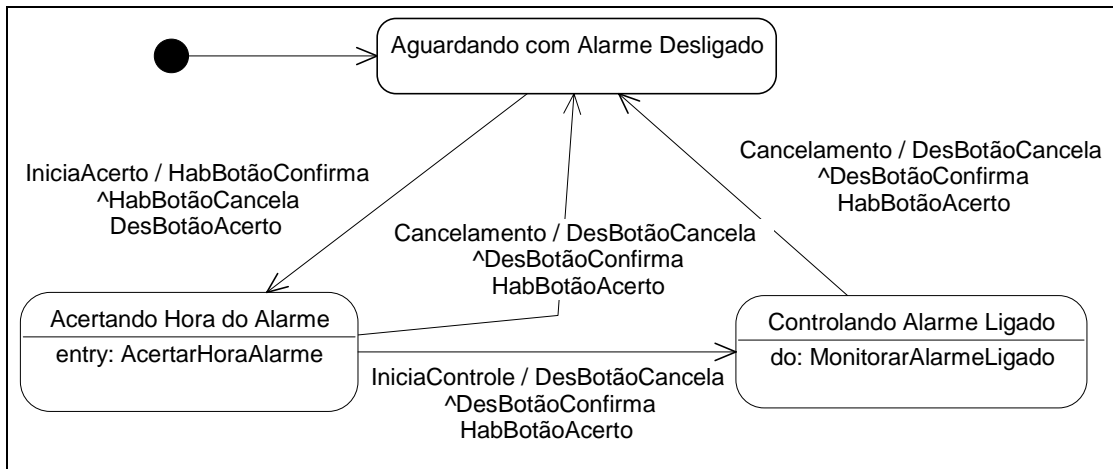 Aguardando com Alarme Desligado
IniciaAcerto / HabBotãoConfirma
^HabBotãoCancela
DesBotãoAcerto
Cancelamento / DesBotãoCancela
^DesBotãoConfirma
HabBotãoAcerto
Cancelamento / DesBotãoCancela
^DesBotãoConfirma
HabBotãoAcerto
Acertando Hora do Alarme
entry: AcertarHoraAlarme
Controlando Alarme Ligado
do: MonitorarAlarmeLigado
IniciaControle / DesBotãoCancela
^DesBotãoConfirma
HabBotãoAcerto